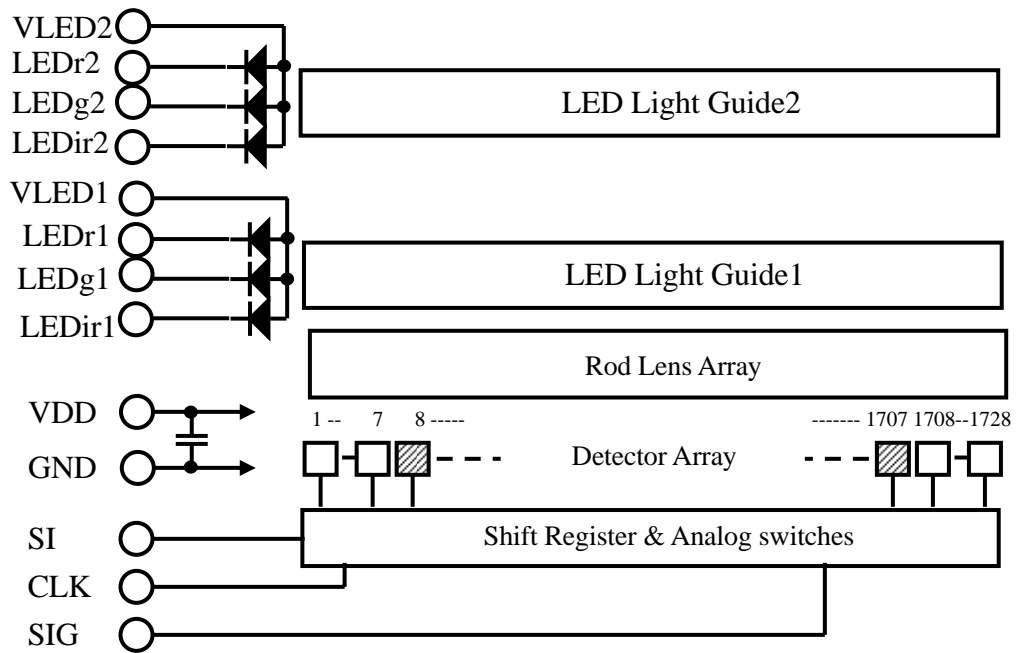 VLED2
LEDr2
LEDg2
LEDir2
LED Light Guide2
VLED1
LEDr1
LEDg1
LEDir1
LED Light Guide1
Rod Lens Array
VDD
GND
1 -- 7 8 ----- ------- 1707 1708--1728
Detector Array
SI
CLK
SIG
Shift Register & Analog switches